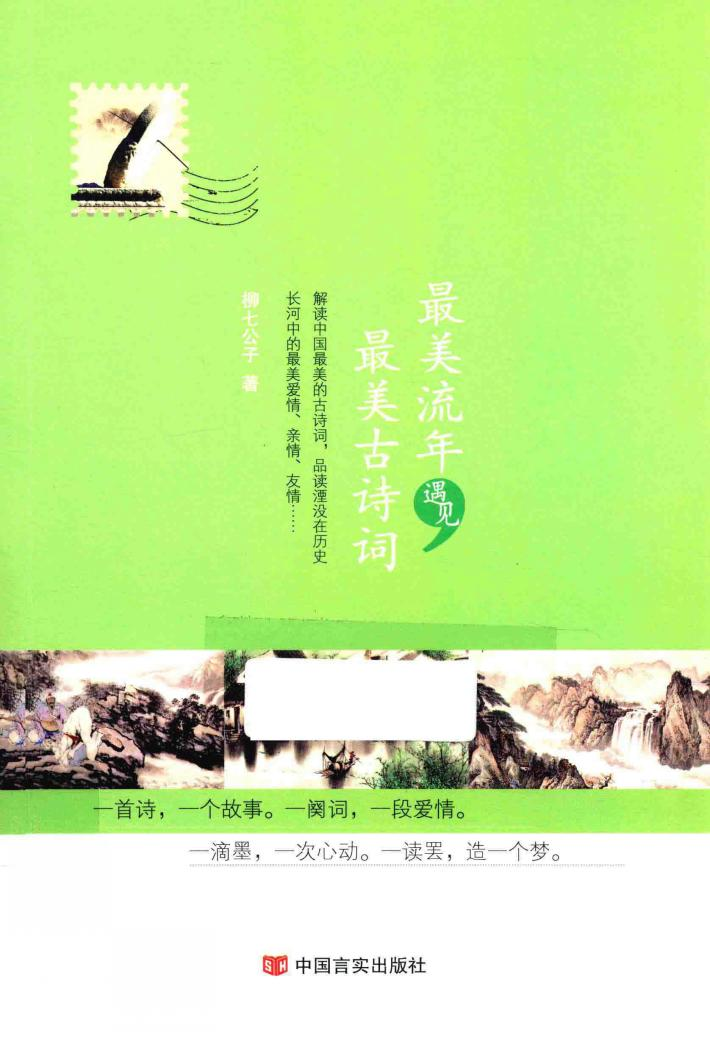 最美流年
遇见
最美古诗词
解读中国最美的古诗词，品读湮没在历史
长河中的最美爱情、亲情、友情……
柳七公子 著
一首诗，一个故事。一阕词，一段爱情。
一滴墨，一次心动。一读罢，造一个梦。
SH 中国言实出版社